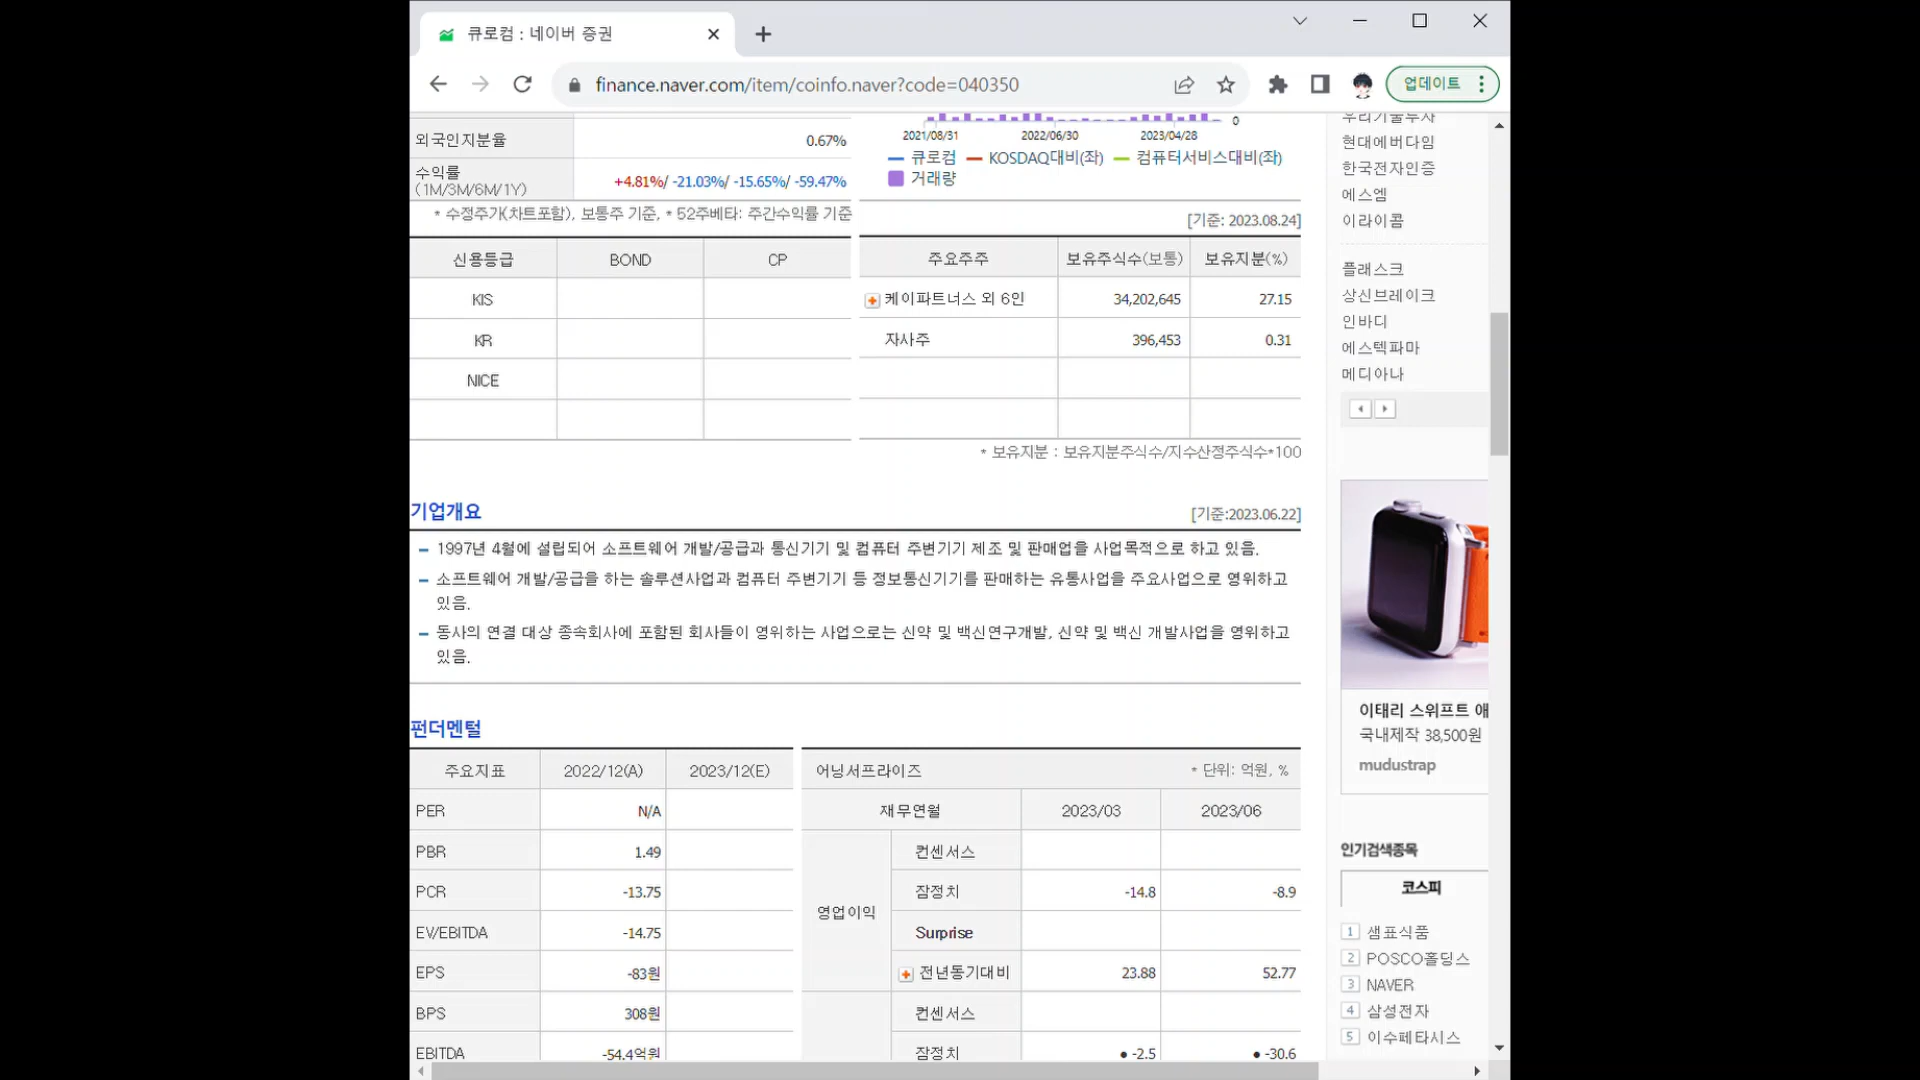 큐로컴 : 네이버 증권
finance.naver.com/item/coinfo.naver?code=040350
업데이트
외국인지분율 0.67%
수익률
(1M/3M/6M/1Y) +4.81%/ -21.03%/ -15.65%/ -59.47%
* 수정주가(차트포함), 보통주 기준, * 52주베타: 주간수익률 기준
0
2021/08/31 2022/06/30 2023/04/28
큐로컴 KOSDAQ대비(좌) 컴퓨터서비스대비(좌)
거래량
[기준: 2023.08.24]
신용등급 BOND CP
KIS
KR
NICE
주요주주 보유주식수(보통) 보유지분(%)
케이파트너스 외 6인 34,202,645 27.15
자사주 396,453 0.31
* 보유지분 : 보유지분주식수/지수산정주식수*100
기업개요 [기준:2023.06.22]
1997년 4월에 설립되어 소프트웨어 개발/공급과 통신기기 및 컴퓨터 주변기기 제조 및 판매업을 사업목적으로 하고 있음.
소프트웨어 개발/공급을 하는 솔루션사업과 컴퓨터 주변기기 등 정보통신기기를 판매하는 유통사업을 주요사업으로 영위하고
있음.
동사의 연결 대상 종속회사에 포함된 회사들이 영위하는 사업으로는 신약 및 백신연구개발, 신약 및 백신 개발사업을 영위하고
있음.
펀더멘털
주요지표 2022/12(A) 2023/12(E)
PER N/A
PBR 1.49
PCR -13.75
EV/EBITDA -14.75
EPS -83원
BPS 308원
EBITDA -54.4억원
어닝서프라이즈 * 단위: 억원, %
재무연월 2023/03 2023/06
영업이익
컨센서스
잠정치 -14.8 -8.9
Surprise
전년동기대비 23.88 52.77
컨센서스
잠정치 ● -2.5 ● -30.6
우리기술투자
현대에버다임
한국전자인증
에스엠
이라이콤
플래스크
상신브레이크
인바디
에스텍파마
메디아나
이태리 스위프트 애
국내제작 38,500원
mudustrap
인기검색종목
코스피
1 샘표식품
2 POSCO홀딩스
3 NAVER
4 삼성전자
5 이수페타시스